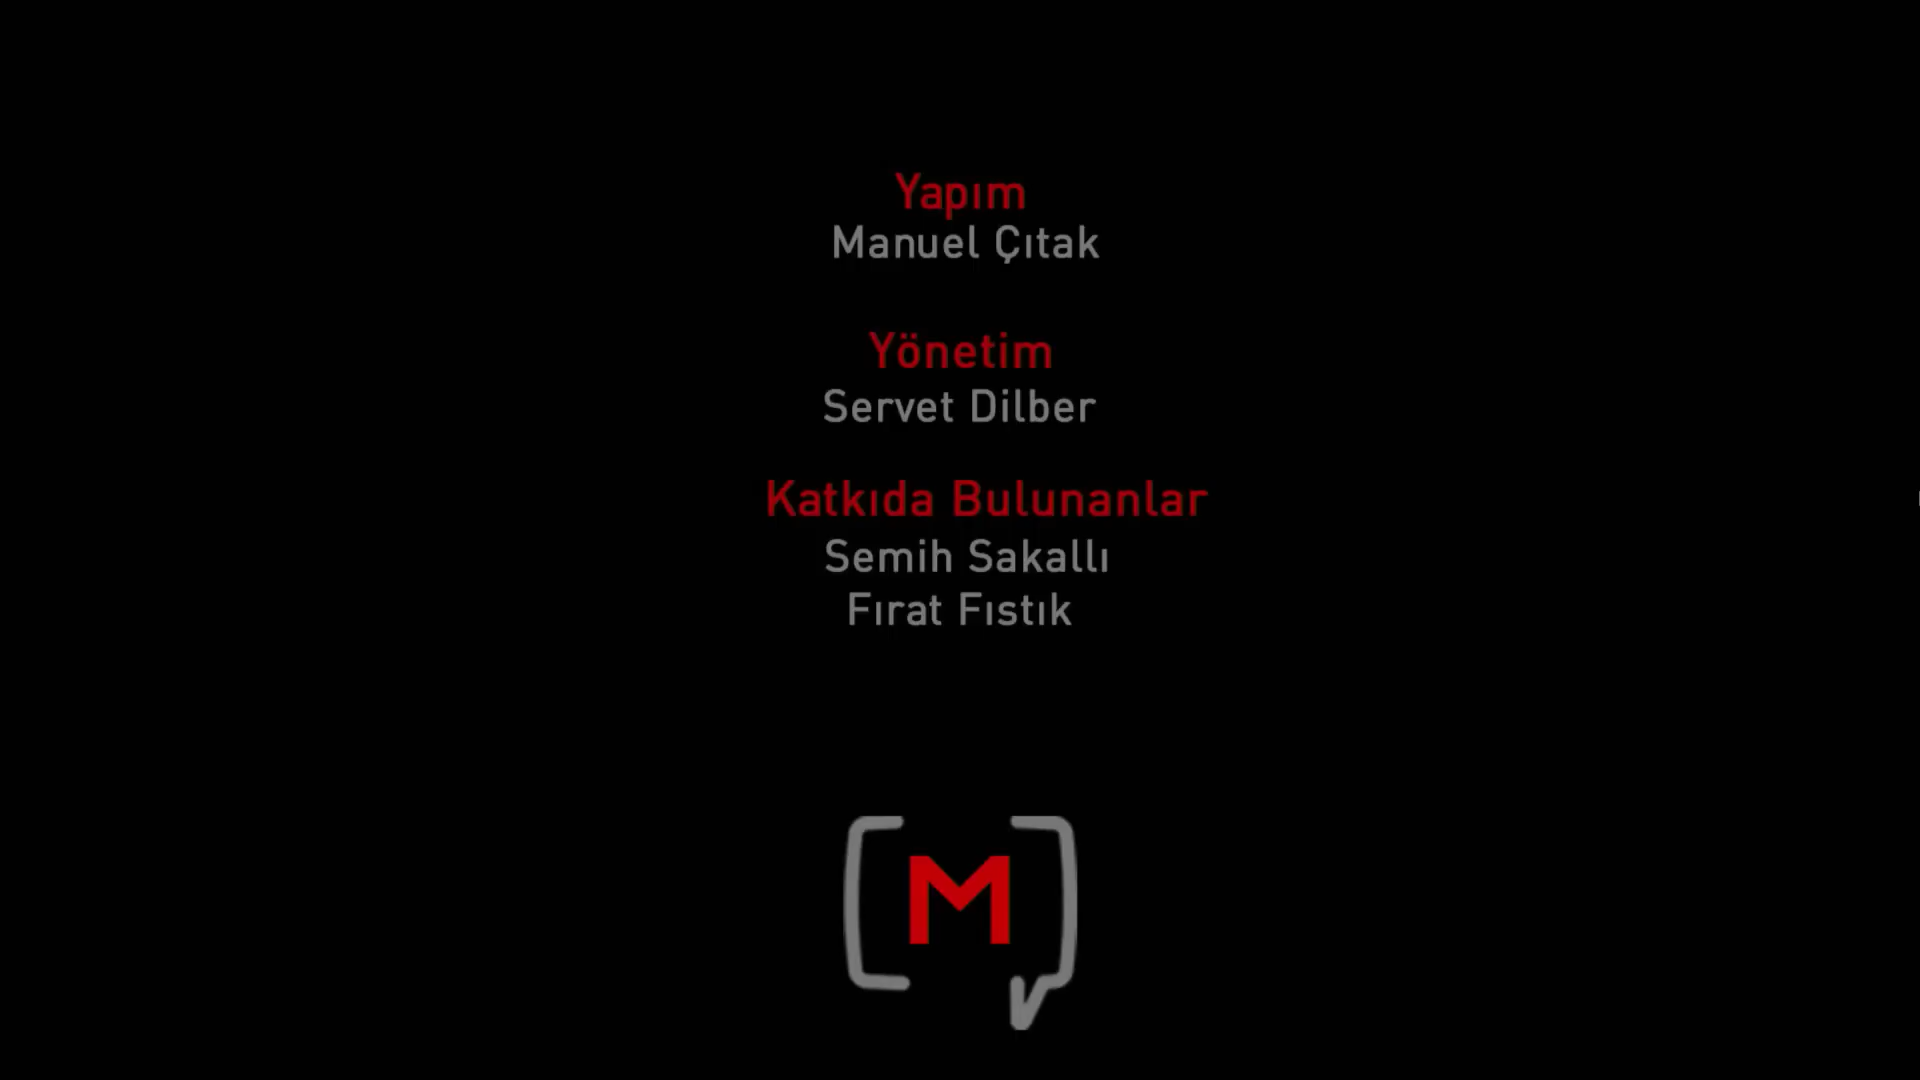 Yapım
Manuel Çıtak
Yönetim
Servet Dilber
Katkıda Bulunanlar
Semih Sakallı
Fırat Fıstık
M